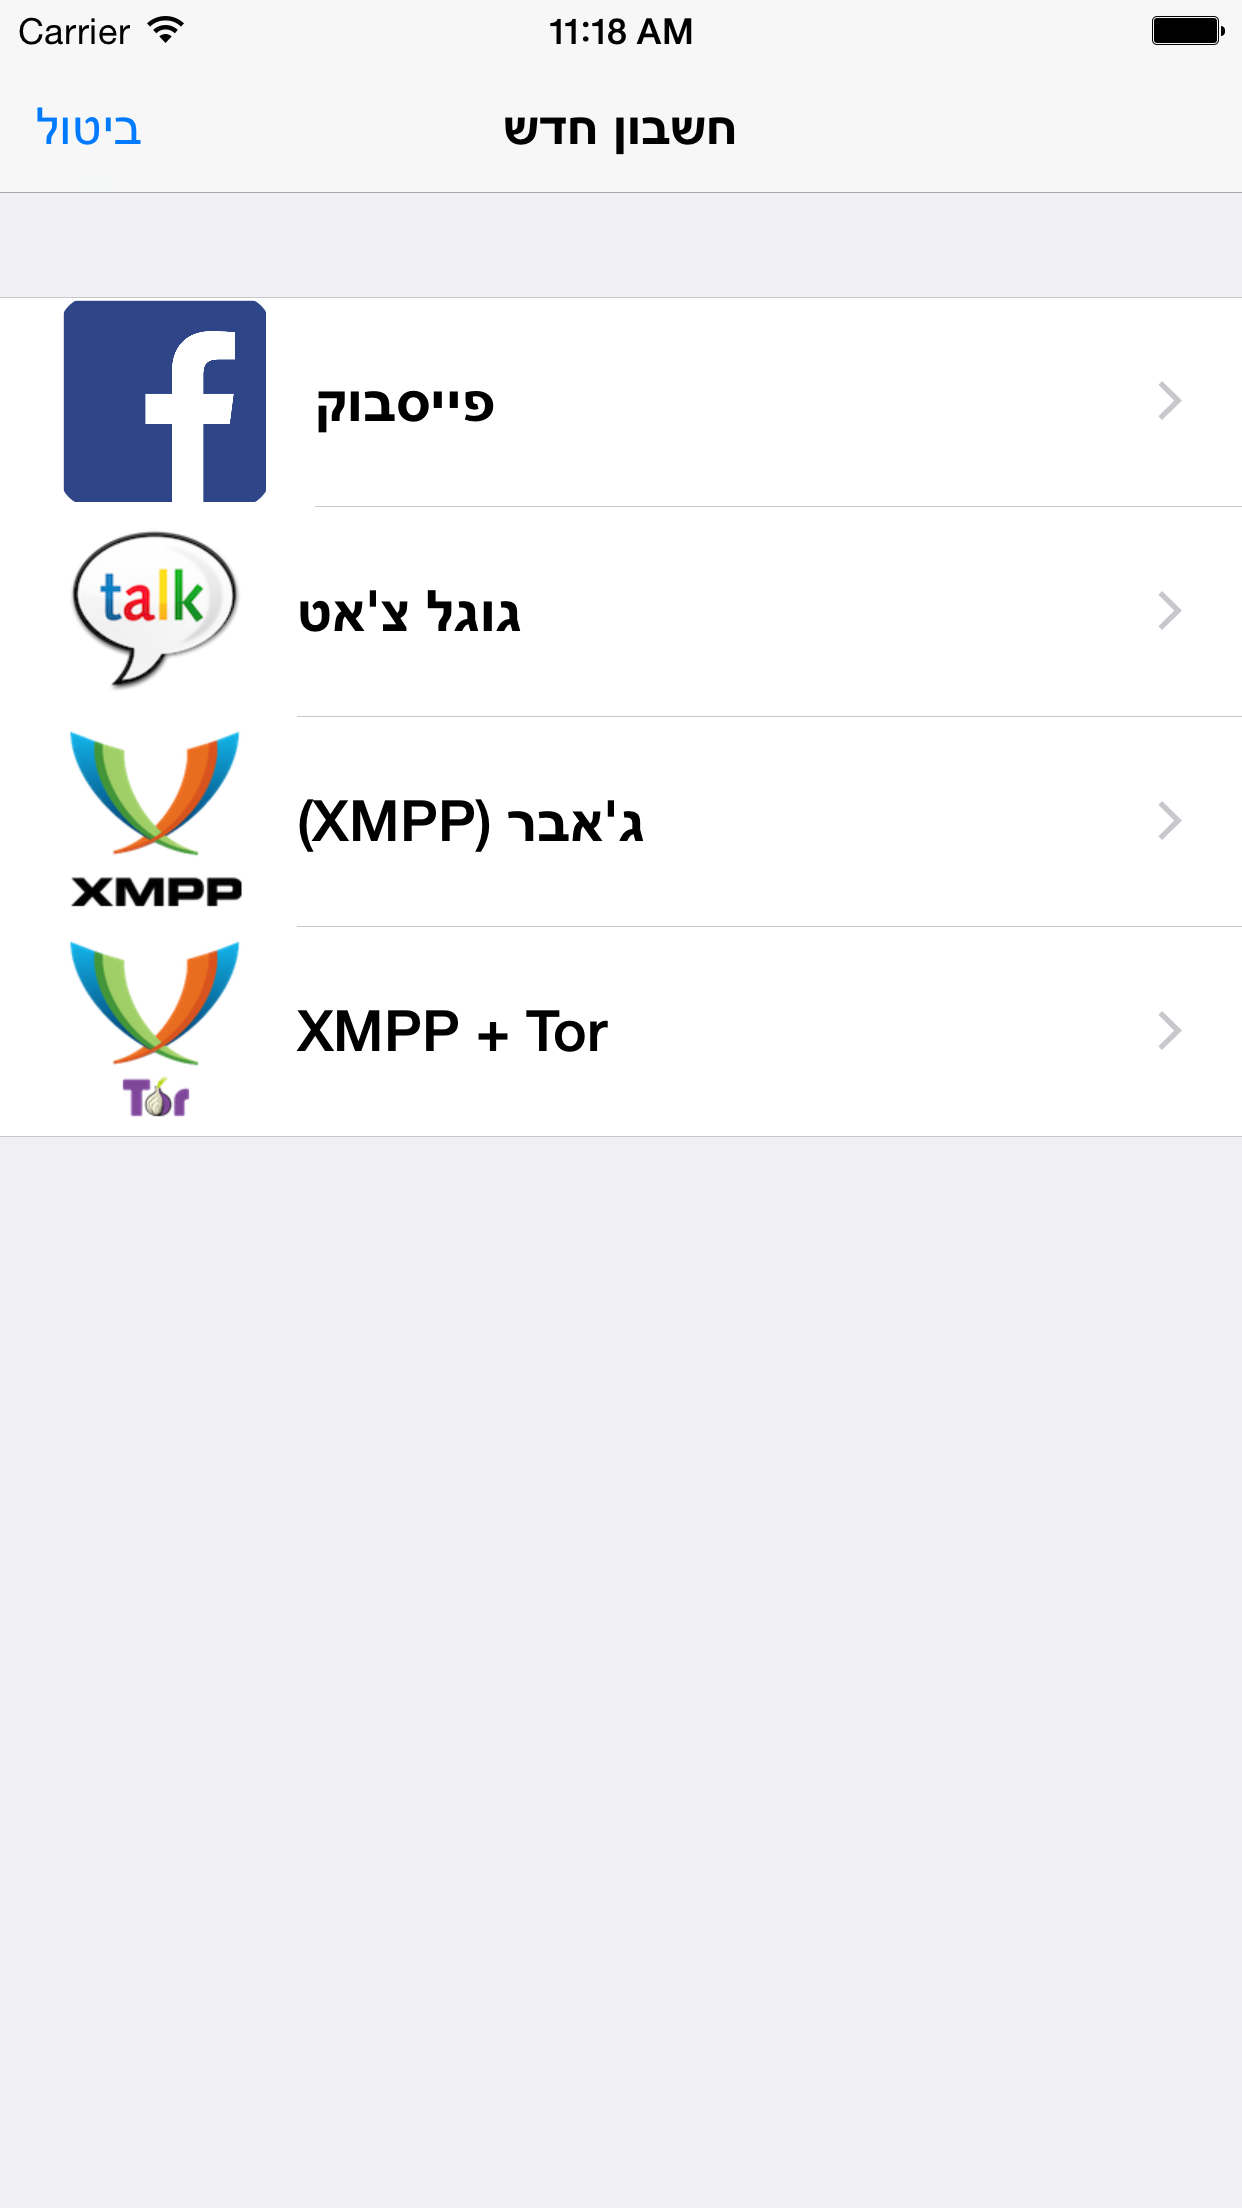 Carrier 11:18 AM
ביטול
חשבון חדש
פייסבוק
talk
גוגל צ'אט
XMPP
ג'אבר (XMPP)
Tor
XMPP + Tor